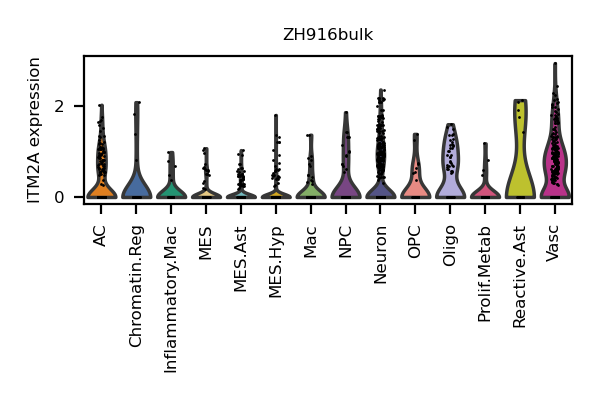 ZH916bulk
ITM2A expression
2
0
AC
Chromatin.Reg
Inflammatory.Mac
MES
MES.Ast
MES.Hyp
Mac
NPC
Neuron
OPC
Oligo
Prolif.Metab
Reactive.Ast
Vasc